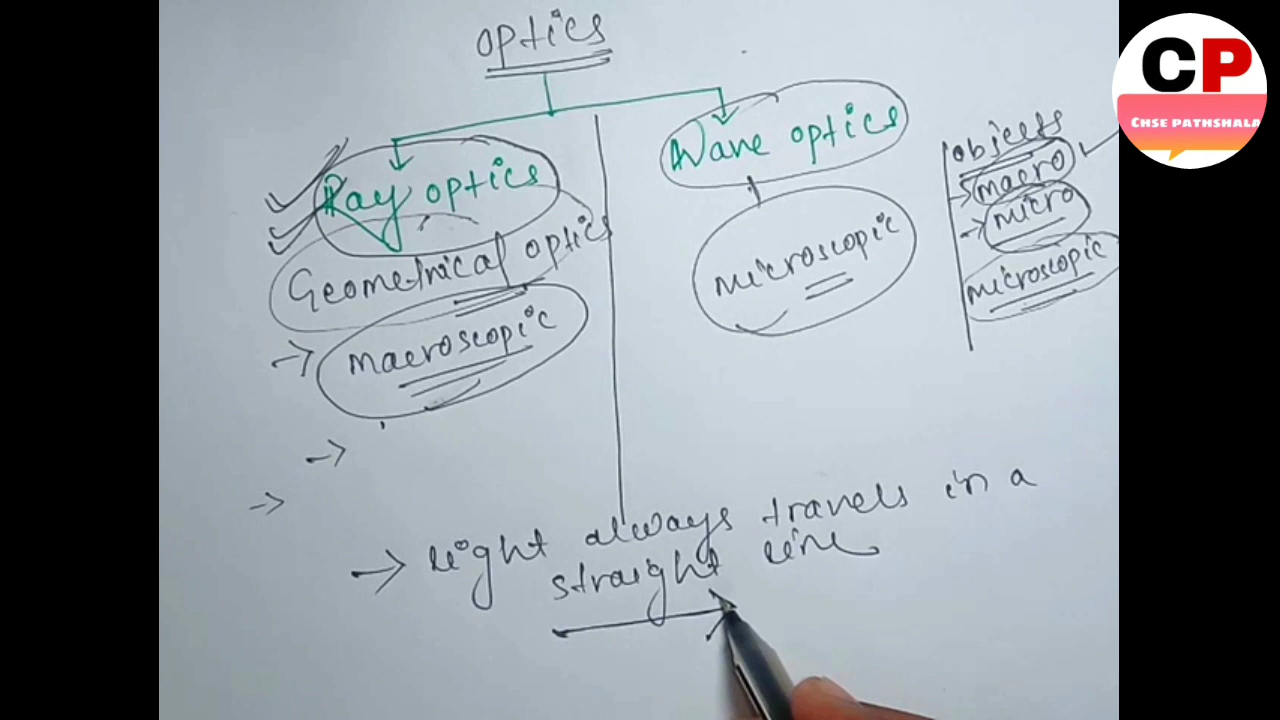 optics
Ray optics
Geometrical optics
macroscopic
Wave optics
microscopic
objects
macro
micro
microscopic
→ light always travels in a
straight line
CP
CHSE PATHSHALA